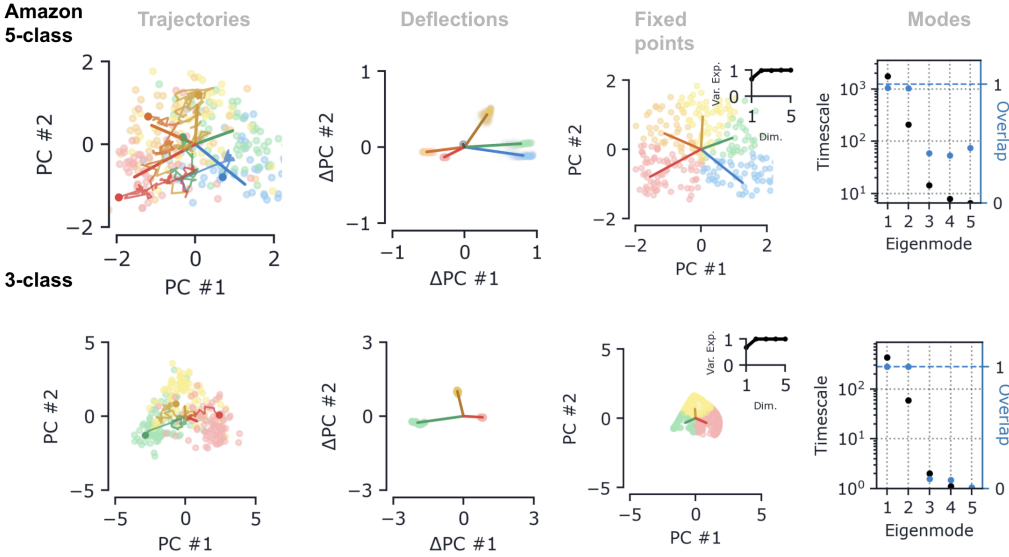 Amazon
5-class
Trajectories
Deflections
Fixed
points
Modes
2
0
−2
PC #2
−2
0
2
PC #1
1
0
−1
ΔPC #2
−1
0
1
ΔPC #1
2
0
−2
PC #2
−2
0
2
PC #1
Var. Exp.
1
0
1
5
Dim.
Timescale
10³
10²
10¹
1
0
Overlap
1 2 3 4 5
Eigenmode
3-class
5
0
−5
PC #2
−5
0
5
PC #1
3
0
−3
ΔPC #2
−3
0
3
ΔPC #1
5
0
−5
PC #2
−5
0
5
PC #1
Var. Exp.
1
0
1
5
Dim.
Timescale
10²
10¹
10⁰
1
0
Overlap
1 2 3 4 5
Eigenmode